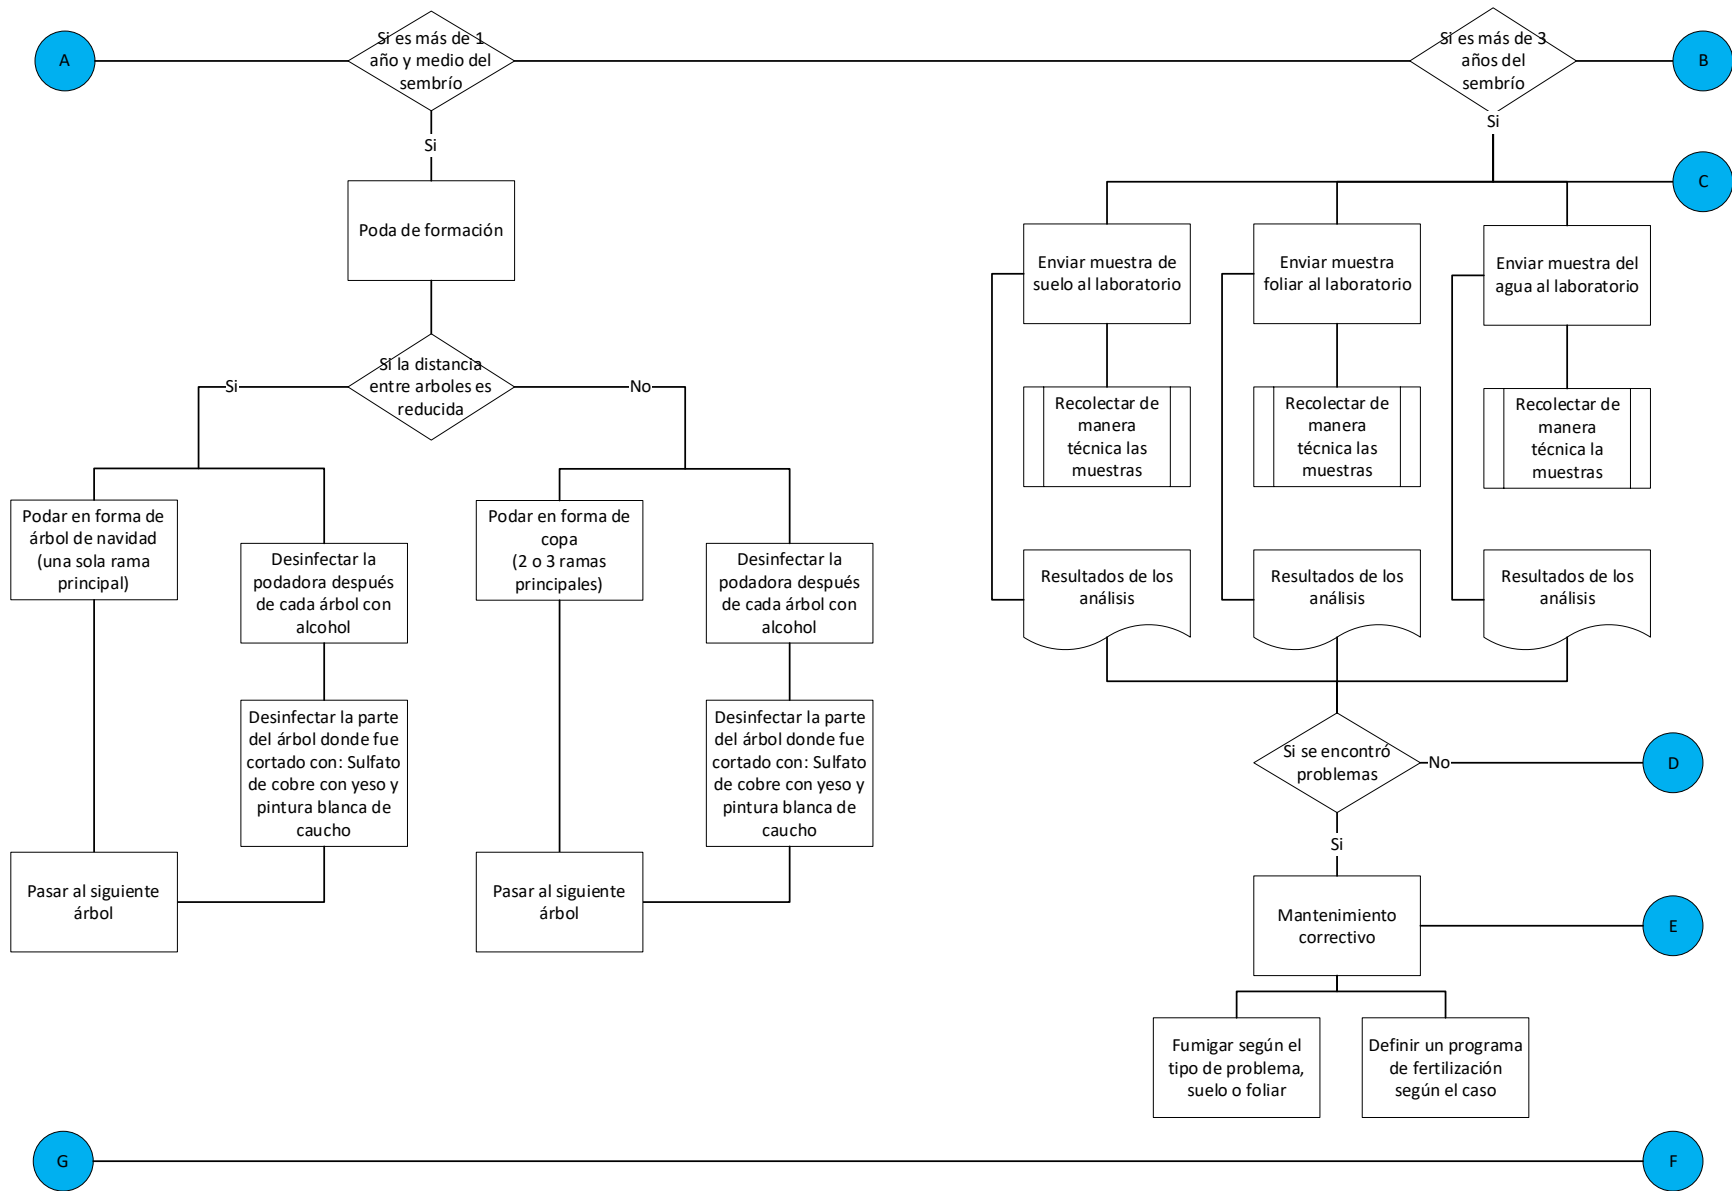 A
Si es más de 1
año y medio del
sembrío
Si es más de 3
años del
sembrío
B
Si
Si
C
Poda de formación
Enviar muestra de
suelo al laboratorio
Enviar muestra
foliar al laboratorio
Enviar muestra del
agua al laboratorio
Si la distancia
entre arboles es
reducida
Si
No
Recolectar de
manera
técnica las
muestras
Recolectar de
manera
técnica las
muestras
Recolectar de
manera
técnica la
muestras
Podar en forma de
árbol de navidad
(una sola rama
principal)
Desinfectar la
podadora después
de cada árbol con
alcohol
Podar en forma de
copa
(2 o 3 ramas
principales)
Desinfectar la
podadora después
de cada árbol con
alcohol
Resultados de los
análisis
Resultados de los
análisis
Resultados de los
análisis
Desinfectar la parte
del árbol donde fue
cortado con: Sulfato
de cobre con yeso y
pintura blanca de
caucho
Desinfectar la parte
del árbol donde fue
cortado con: Sulfato
de cobre con yeso y
pintura blanca de
caucho
Si se encontró
problemas
No
D
Si
Pasar al siguiente
árbol
Pasar al siguiente
árbol
Mantenimiento
correctivo
E
Fumigar según el
tipo de problema,
suelo o foliar
Definir un programa
de fertilización
según el caso
G
F